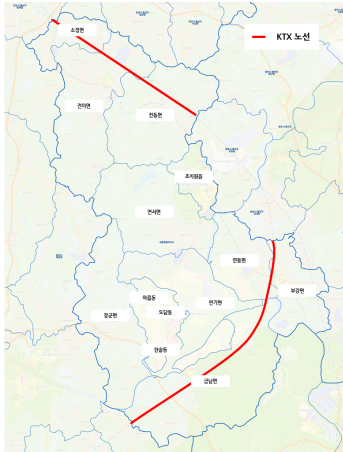 소정면
KTX 노선
전의면
전동면
조치원읍
연서면
연동면
부강면
아름동
연기면
장군면
도담동
한솔동
금남면